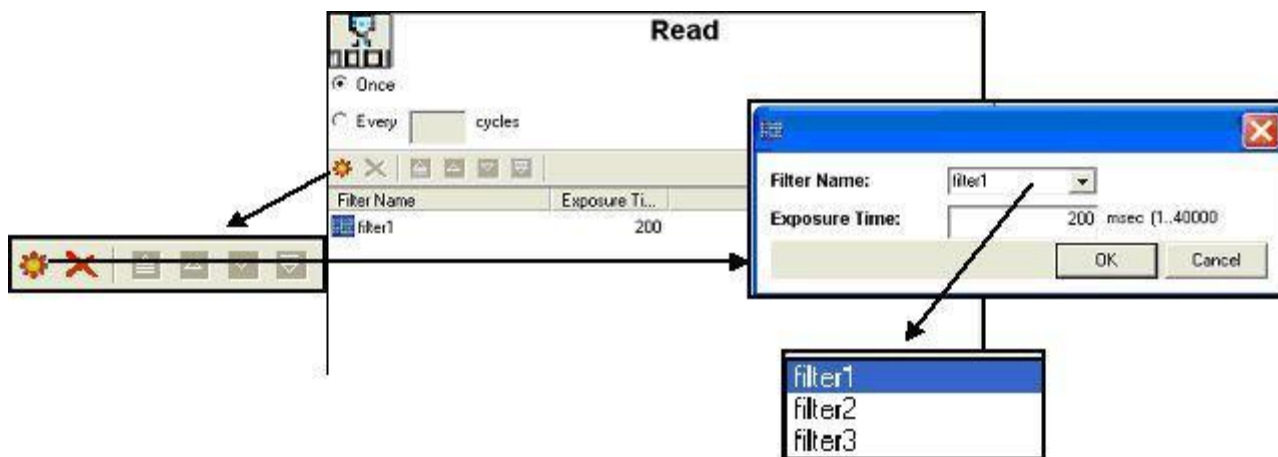 Read
Once
Every cycles
Filter Name Exposure Ti...
filter1 200
Filter Name: filter1
Exposure Time: 200 msec (1..40000
OK Cancel
filter1
filter2
filter3